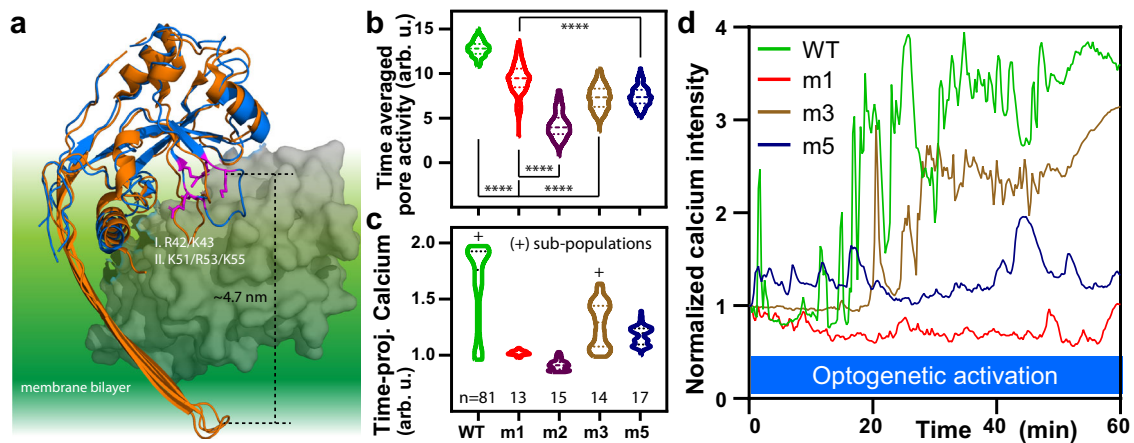 a
I. R42/K43
II. K51/R53/K55
~4.7 nm
membrane bilayer
b
Time averaged
pore activity (arb. u.)
15
10
5
0
****
****
****
****
c
Time-proj. Calcium
(arb. u.)
2.0
1.5
1.0
+
(+) sub-populations
+
n=81 13 15 14 17
WT m1 m2 m3 m5
d
Normalized calcium intensity
4
3
2
1
0
WT
m1
m3
m5
Optogenetic activation
0 20 40 60
Time (min)